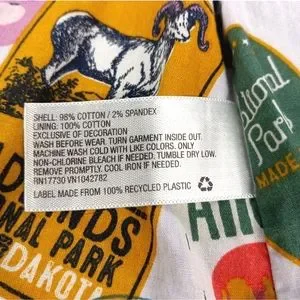 SHELL: 98% COTTON / 2% SPANDEX
LINING: 100% COTTON
EXCLUSIVE OF DECORATION
WASH BEFORE WEAR. TURN GARMENT INSIDE OUT.
MACHINE WASH COLD WITH LIKE COLORS. ONLY
NON-CHLORINE BLEACH IF NEEDED. TUMBLE DRY LOW.
REMOVE PROMPTLY. COOL IRON IF NEEDED.
RN17730 VN1042782
LABEL MADE FROM 100% RECYCLED PLASTIC
NDS
ONAL PARK
DAKOTA
Park
MADE